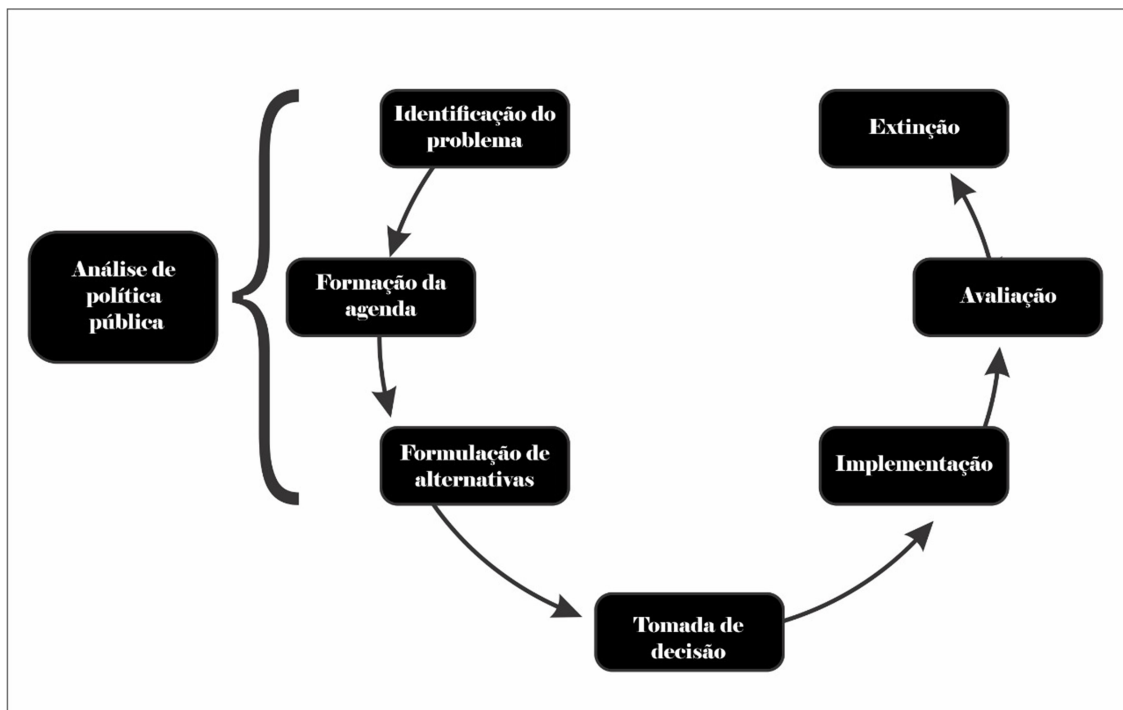 Análise de
política
pública
Identificação do
problema
Formação da
agenda
Formulação de
alternativas
Tomada de
decisão
Implementação
Avaliação
Extinção